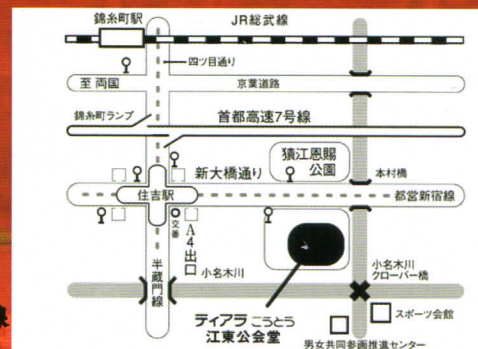 錦糸町駅
JR総武線
四ツ目通り
至 両国
京葉道路
錦糸町ランプ
首都高速7号線
猿江恩賜
公園
新大橋通り
本村橋
住吉駅
都営新宿線
交番
A4出口
半蔵門線
小名木川
小名木川
クローバー橋
ティアラ こうとう
江東公会堂
スポーツ会館
男女共同参画推進センター
線